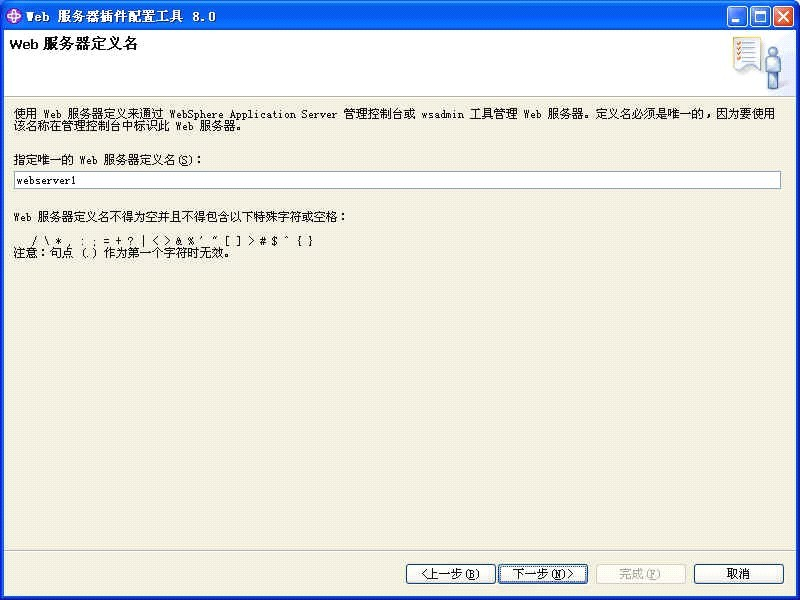 Web 服务器插件配置工具 8.0
Web 服务器定义名
使用 Web 服务器定义来通过 WebSphere Application Server 管理控制台或 wsadmin 工具管理 Web 服务器。定义名必须是唯一的，因为要使用
该名称在管理控制台中标识此 Web 服务器。
指定唯一的 Web 服务器定义名(S)：
webserver1
Web 服务器定义名不得为空并且不得包含以下特殊字符或空格：
/ \ * , : ; = + ? | < > & % ' " [ ] > # $ ^ { }
注意：句点 (.) 作为第一个字符时无效。
<上一步(B)
下一步(N)>
完成(F)
取消